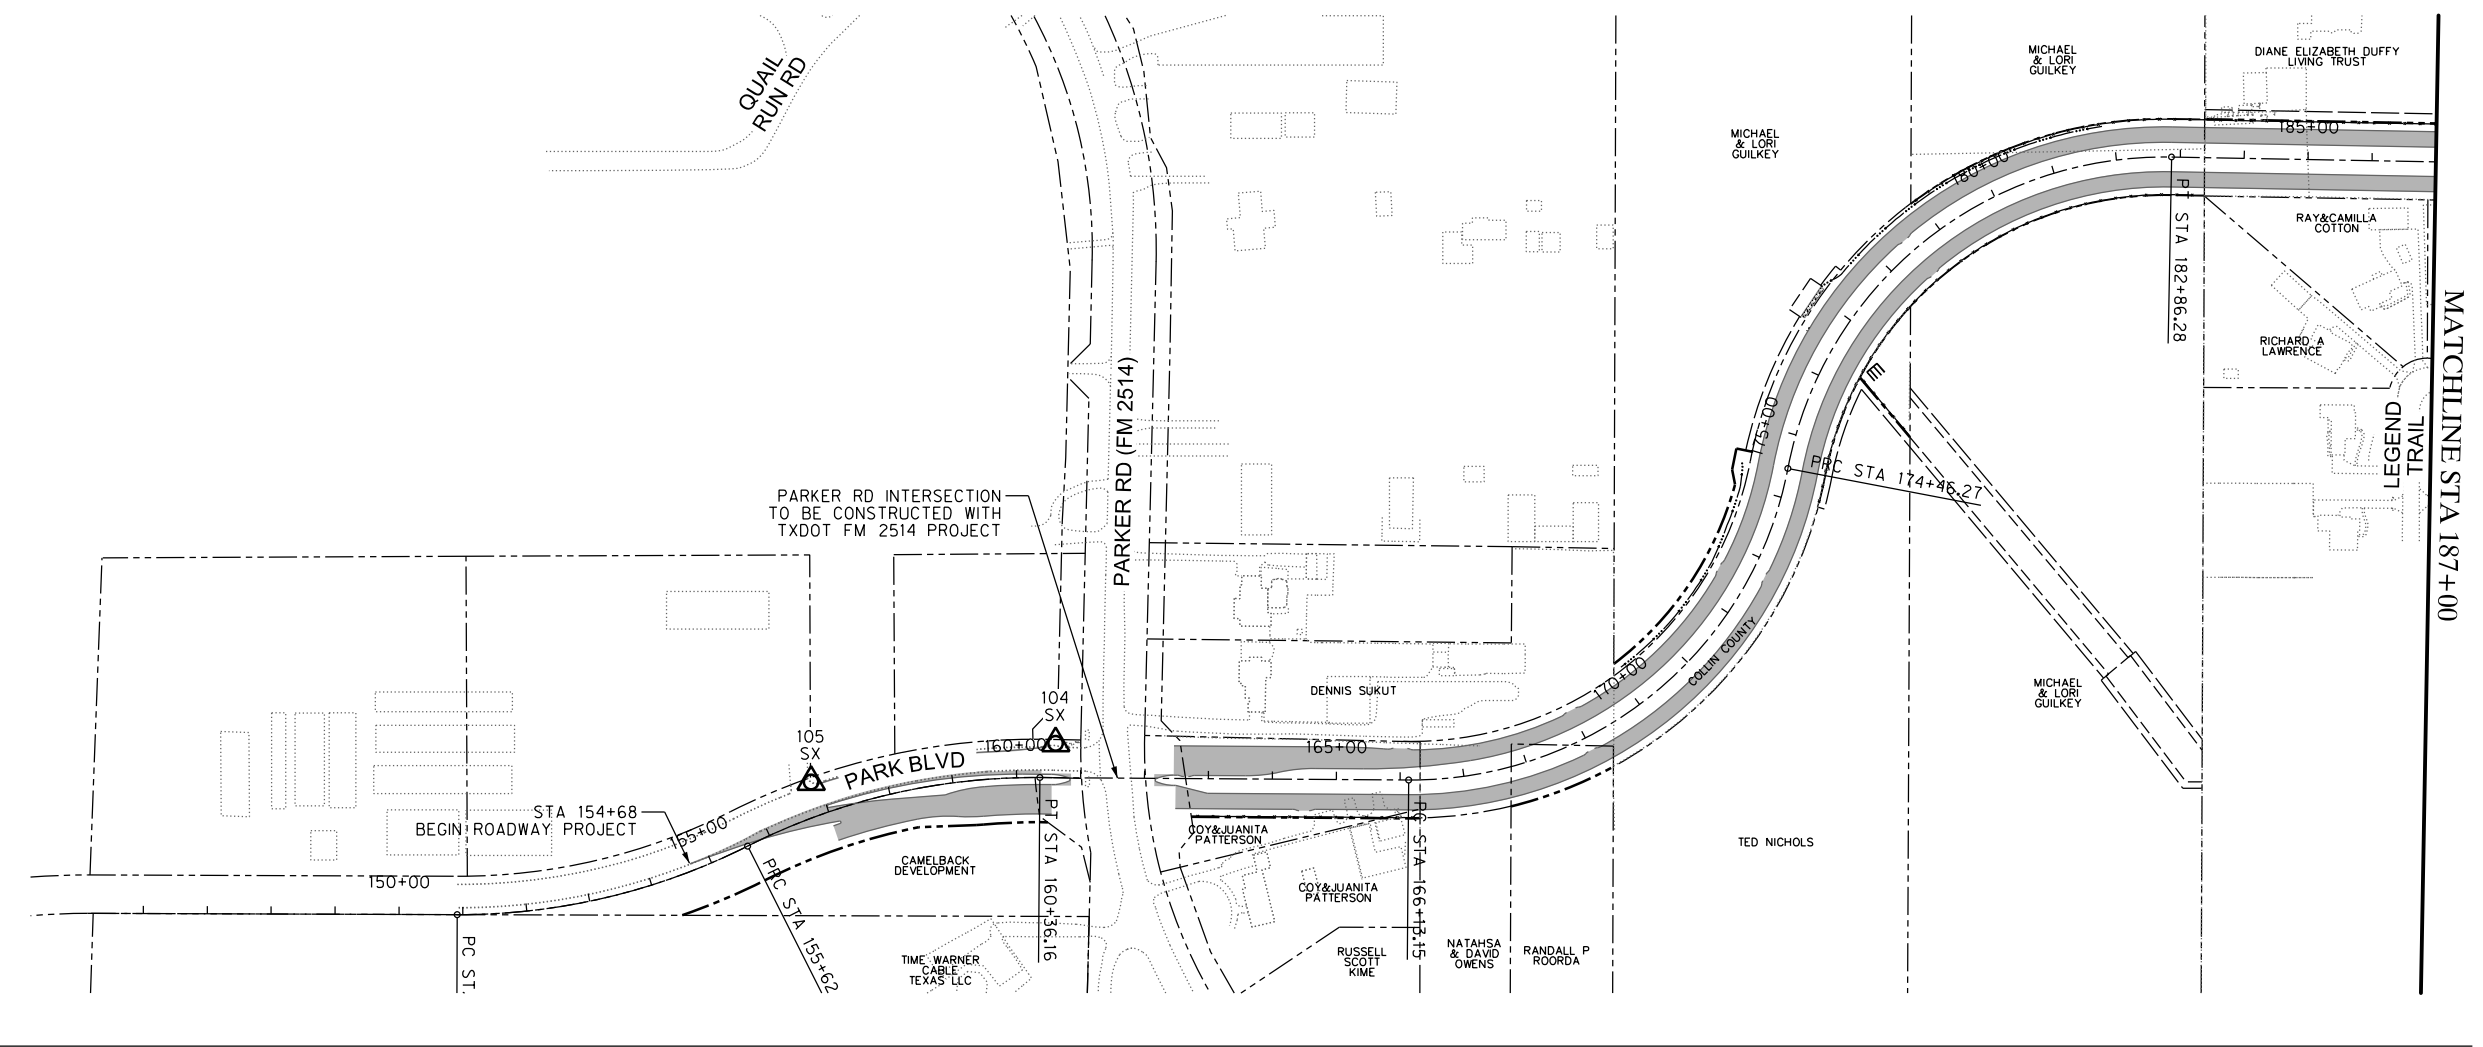 QUAIL
RUN RD
MICHAEL
& LORI
GUILKEY
MICHAEL
& LORI
GUILKEY
DIANE ELIZABETH DUFFY
LIVING TRUST
185+00
180+00
PT STA 182+86.28
RAY&CAMILLA
COTTON
RICHARD A
LAWRENCE
LEGEND
TRAIL
MATCHLINE STA 187+00
PARKER RD (FM 2514)
175+00
PRC STA 174+46.27
E
PARKER RD INTERSECTION
TO BE CONSTRUCTED WITH
TXDOT FM 2514 PROJECT
COLLIN COUNTY
170+00
DENNIS SUKUT
MICHAEL
& LORI
GUILKEY
104
SX
105
SX
160+00
165+00
PARK BLVD
STA 154+68
BEGIN ROADWAY PROJECT
155+00
150+00
CAMELBACK
DEVELOPMENT
COY&JUANITA
PATTERSON
COY&JUANITA
PATTERSON
TED NICHOLS
PC ST.
PRC STA 155+62
PT STA 160+36.16
PC STA 166+13.15
TIME WARNER
CABLE
TEXAS LLC
RUSSELL
SCOTT
KIME
NATAHSA
& DAVID
OWENS
RANDALL P
ROORDA